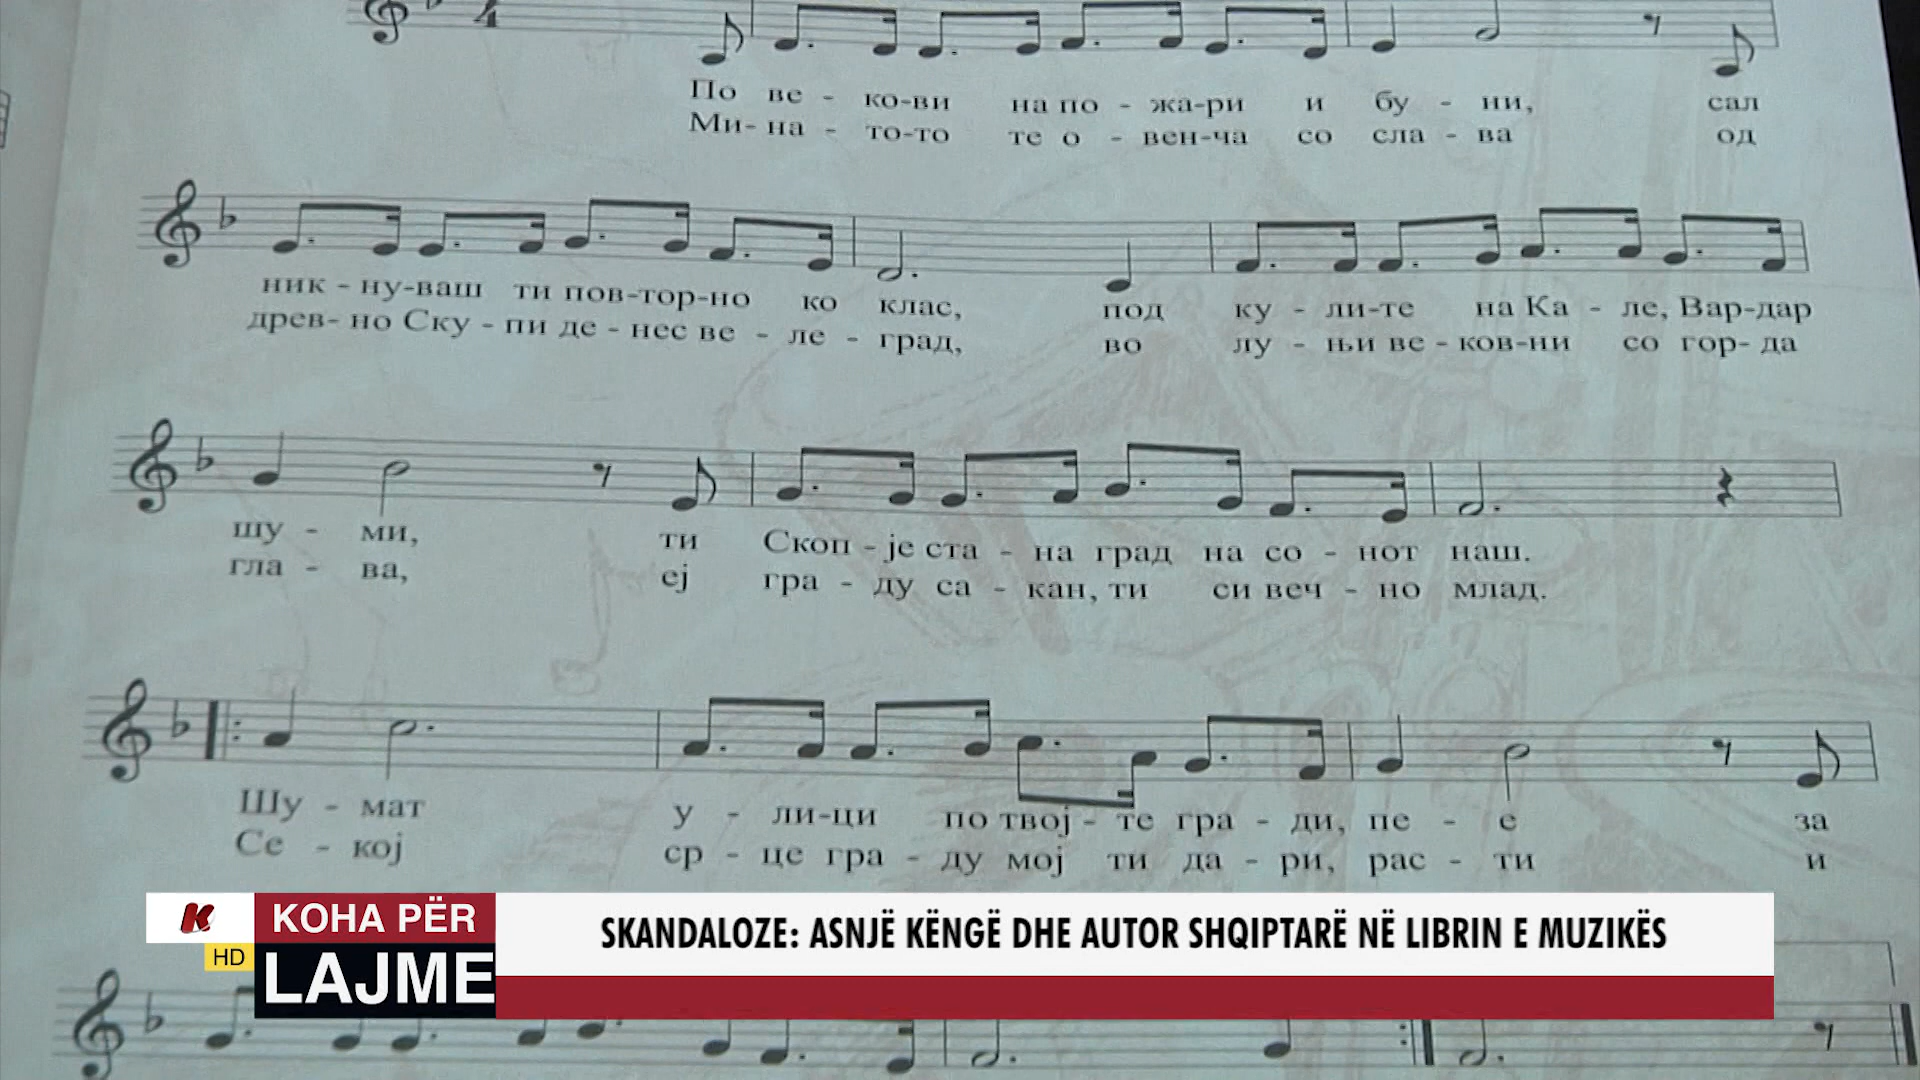 По ве - ко-ви на по - жа-ри и бу - ни, сал
Ми- на - то-то те о - вен-ча со сла - ва од
ник - ну-ваш ти пов-тор-но ко клас, под ку - ли-те на Ка - ле, Вар-дар
древ- но Ску - пи де - нес ве - ле - град, во лу - њи ве - ков-ни со гор- да
шу - ми, ти Скоп - је ста - на град на со - нот наш.
гла - ва, еј гра - ду са - кан, ти си веч - но млад.
Шу - мат у - ли-ци по твој - те гра - ди, пе - е за
Се - кој ср - це гра - ду мој ти да - ри, рас - ти и
K KOHA PËR
HD LAJME
SKANDALOZE: ASNJË KËNGË DHE AUTOR SHQIPTARË NË LIBRIN E MUZIKËS